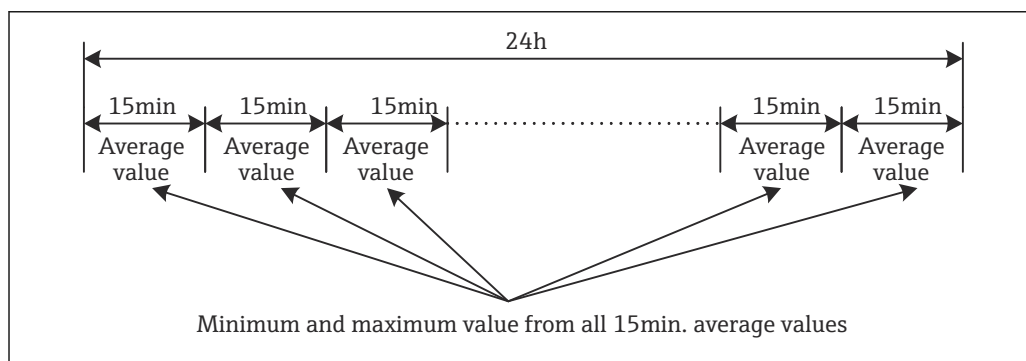 24h
15min 15min 15min 15min 15min
Average Average Average Average Average
value value value value value
Minimum and maximum value from all 15min. average values